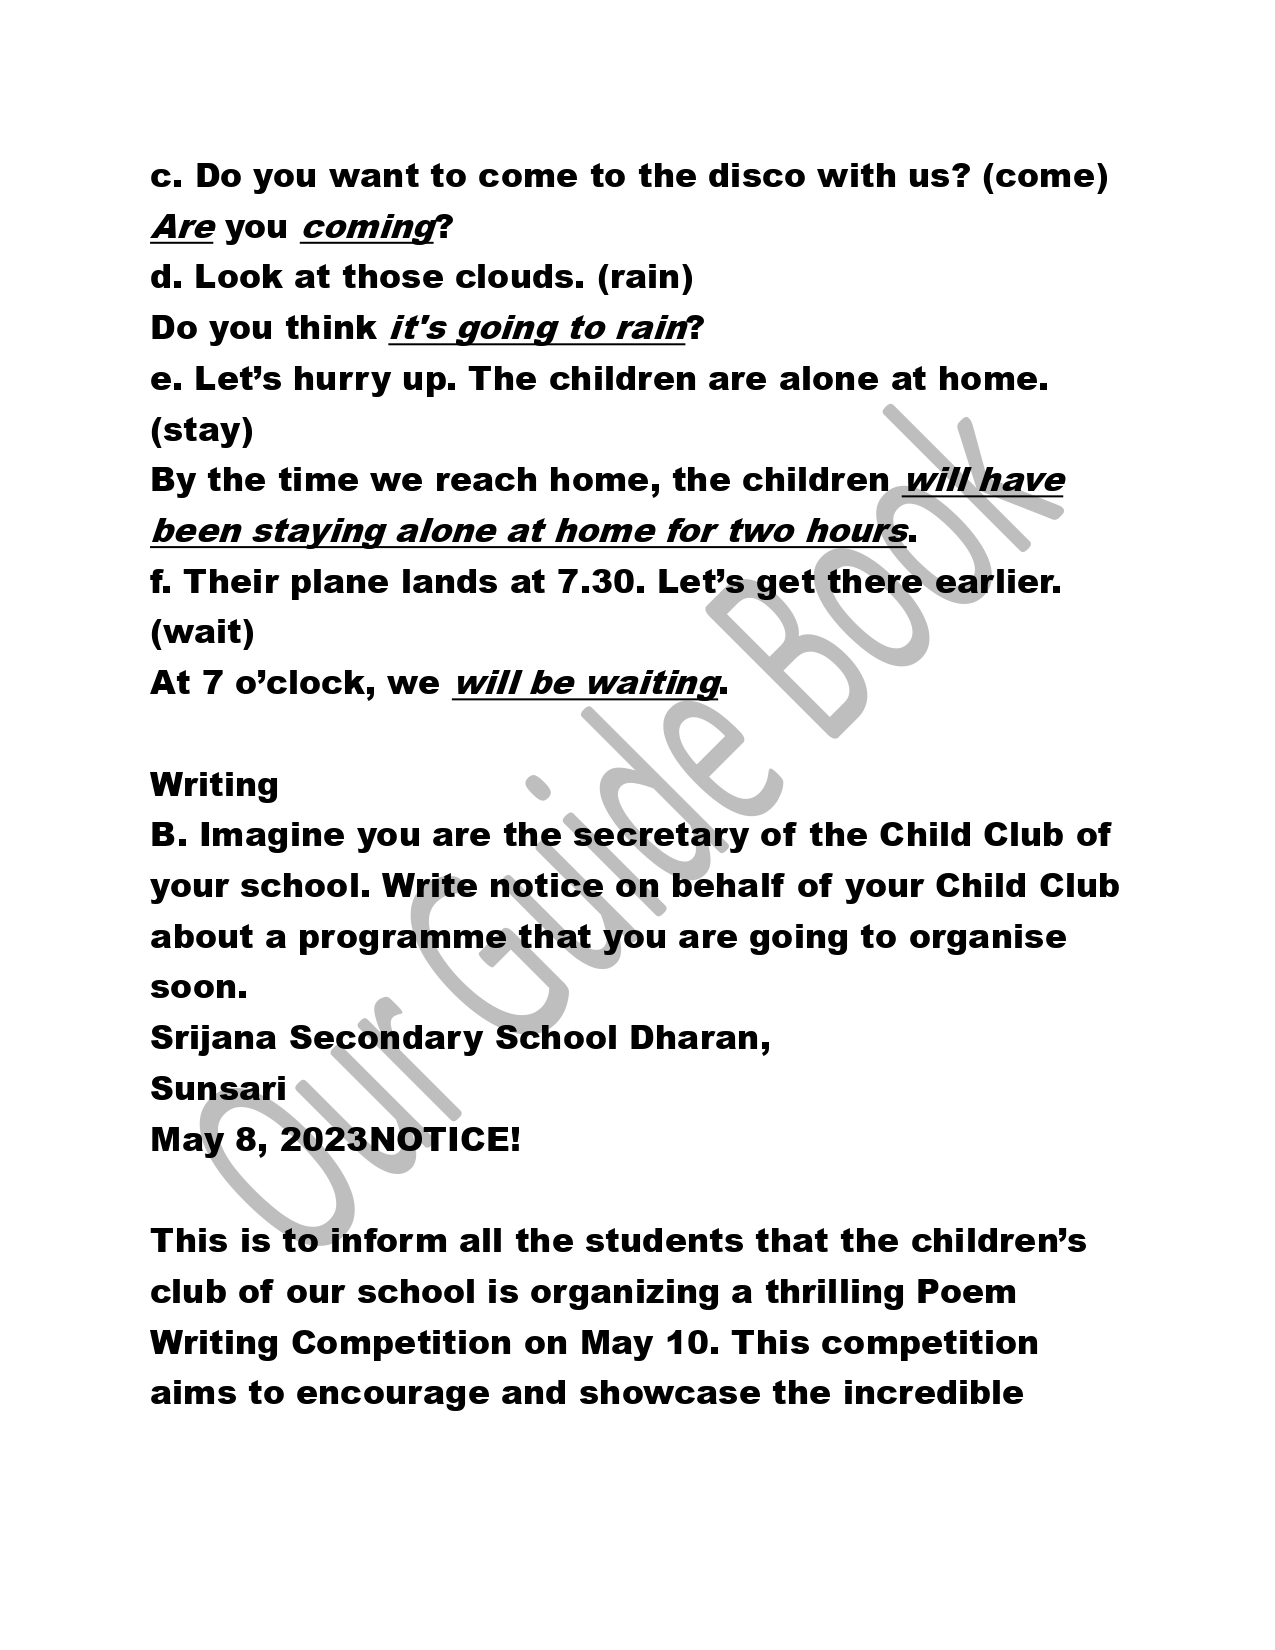 c. Do you want to come to the disco with us? (come)
Are you coming?
d. Look at those clouds. (rain)
Do you think it's going to rain?
e. Let’s hurry up. The children are alone at home.
(stay)
By the time we reach home, the children will have
been staying alone at home for two hours.
f. Their plane lands at 7.30. Let’s get there earlier.
(wait)
At 7 o’clock, we will be waiting.
Writing
B. Imagine you are the secretary of the Child Club of
your school. Write notice on behalf of your Child Club
about a programme that you are going to organise
soon.
Srijana Secondary School Dharan,
Sunsari
May 8, 2023NOTICE!
This is to inform all the students that the children’s
club of our school is organizing a thrilling Poem
Writing Competition on May 10. This competition
aims to encourage and showcase the incredible
Our Guide Book